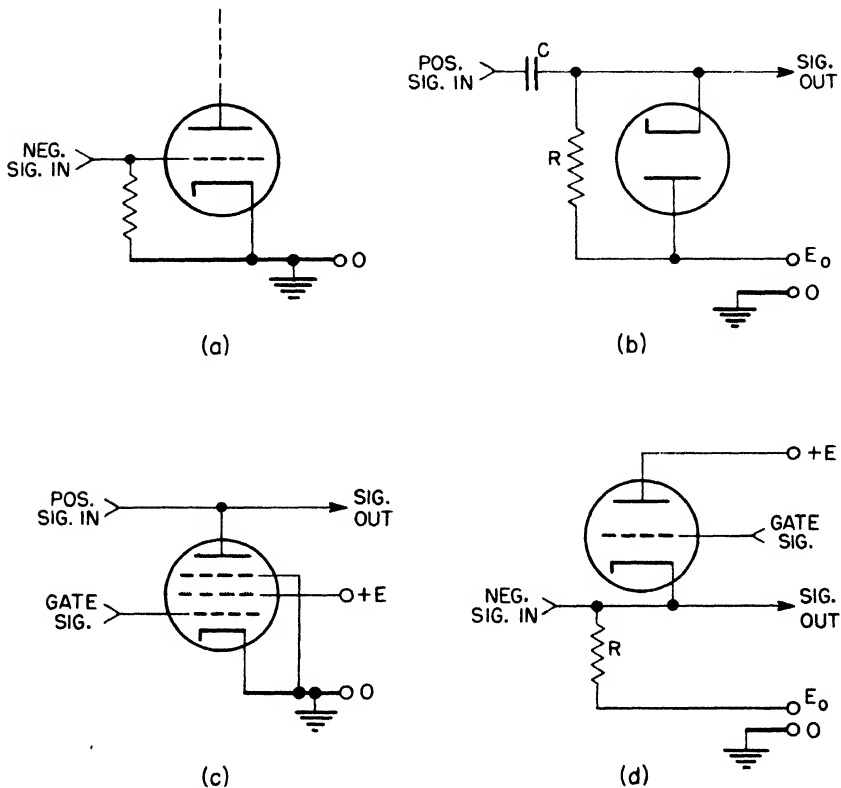 NEG.
SIG. IN
O
(a)
POS.
SIG. IN
C
SIG.
OUT
R
E₀
O
(b)
POS.
SIG. IN
SIG.
OUT
GATE
SIG.
+E
O
(c)
+E
GATE
SIG.
NEG.
SIG. IN
SIG.
OUT
R
E₀
O
(d)